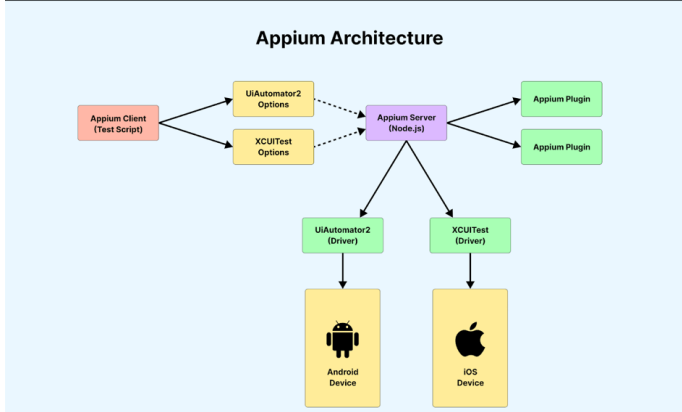 Appium Architecture
UiAutomator2
Options
Appium Client
(Test Script)
XCUITest
Options
Appium Server
(Node.js)
Appium Plugin
Appium Plugin
UiAutomator2
(Driver)
XCUITest
(Driver)
Android
Device
iOS
Device